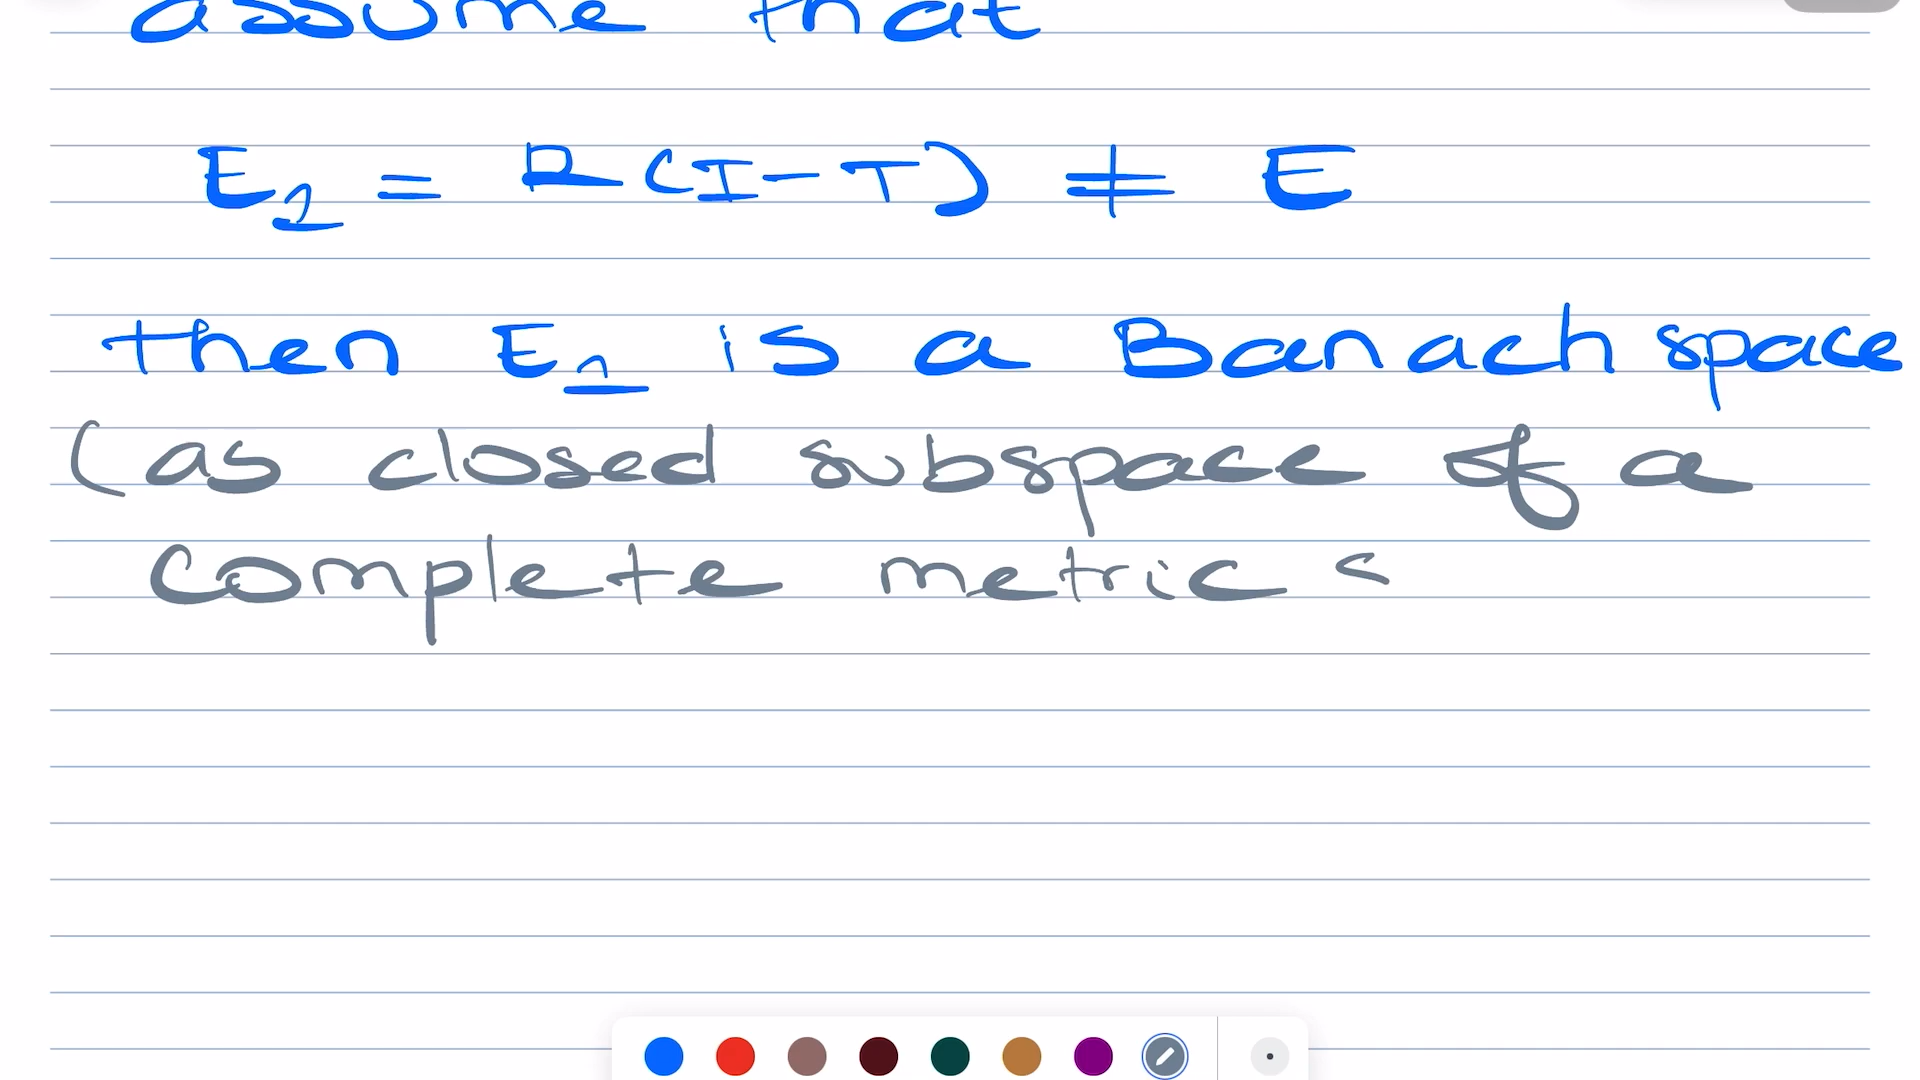 assume that
E₁ = R(I-T) ≠ E
then E₁ is a Banach space
(as closed subspace of a
complete metric s